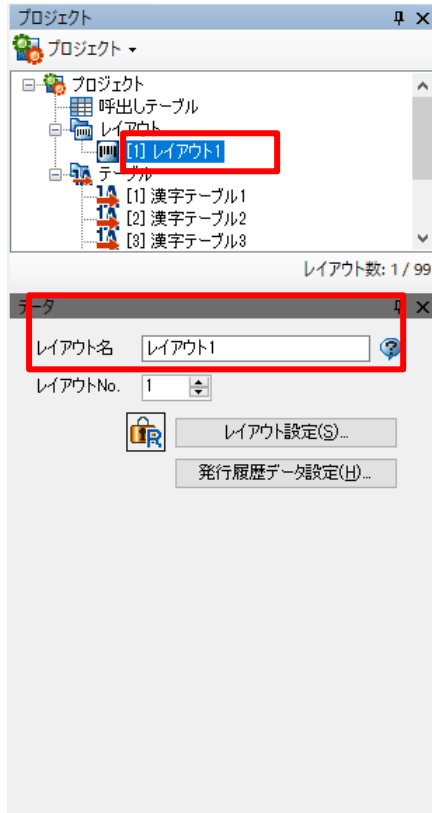 プロジェクト
プロジェクト
プロジェクト
呼出しテーブル
レイアウト
[1] レイアウト1
テーブル
[1] 漢字テーブル1
[2] 漢字テーブル2
[3] 漢字テーブル3
レイアウト数: 1 / 99
データ
レイアウト名 レイアウト1
レイアウトNo. 1
レイアウト設定(S)...
発行履歴データ設定(H)...